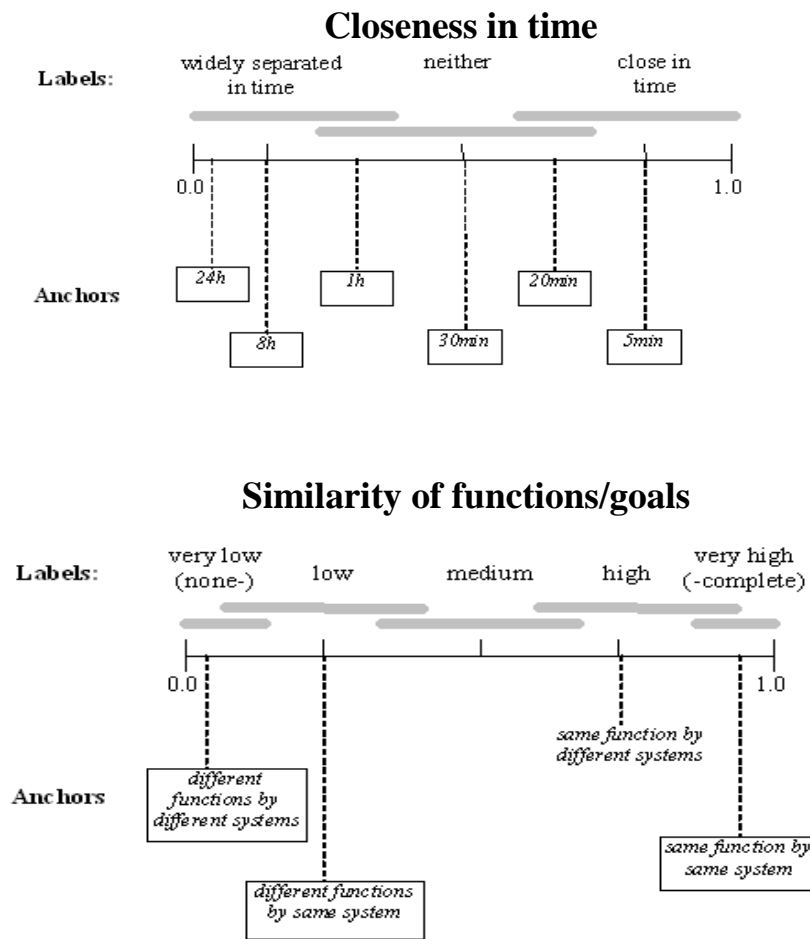 Closeness in time
Labels:
widely separated
in time
neither
close in
time
0.0
1.0
Anchors
24h
1h
20min
8h
30min
5min
Similarity of functions/goals
Labels:
very low
(none-)
low
medium
high
very high
(-complete)
0.0
1.0
Anchors
same function by
different systems
different
functions by
different systems
same function by
same system
different functions
by same system